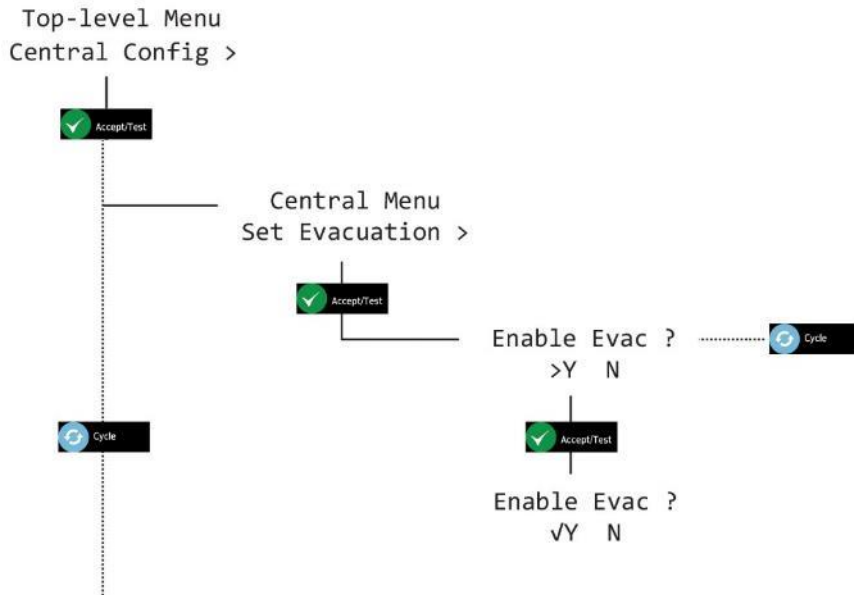 Top-level Menu
Central Config >
Accept/Test
Central Menu
Set Evacuation >
Accept/Test
Enable Evac ?
>Y N
Cycle
Accept/Test
Cycle
Enable Evac ?
√Y N